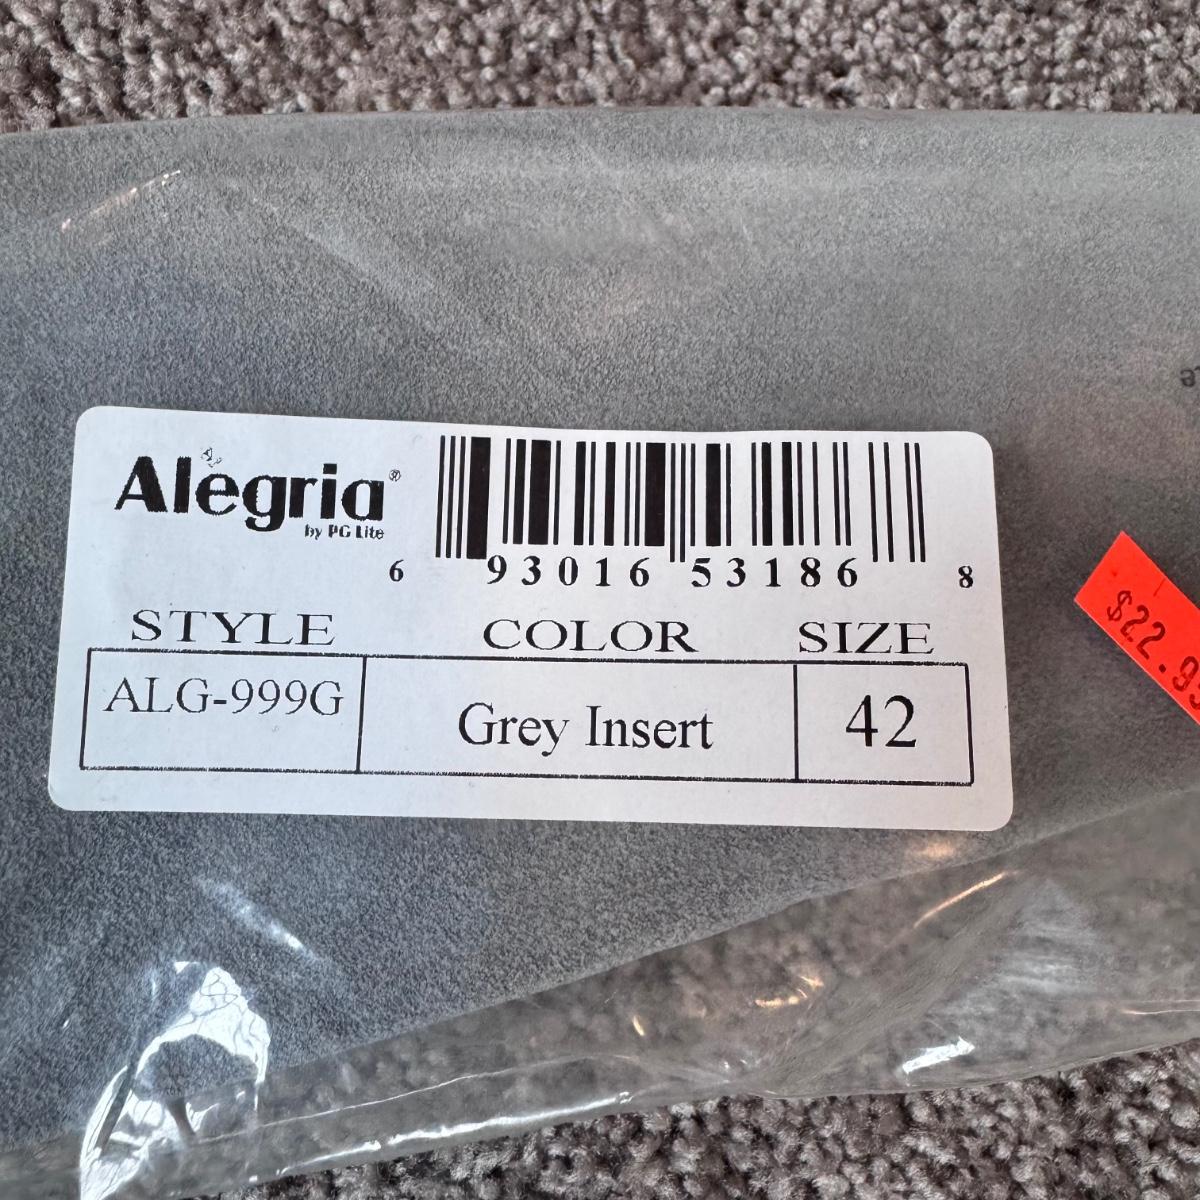 Alegria®
by PG Lite
6 93016 53186 8
STYLE COLOR SIZE
ALG-999G Grey Insert 42